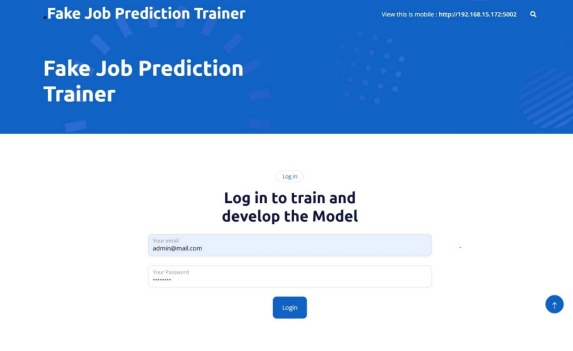 Fake Job Prediction Trainer
View this is mobile : http://192.168.15.172:5002
Fake Job Prediction
Trainer
Log in
Log in to train and
develop the Model
Your email
admin@mail.com
Your Password
••••••••
Login